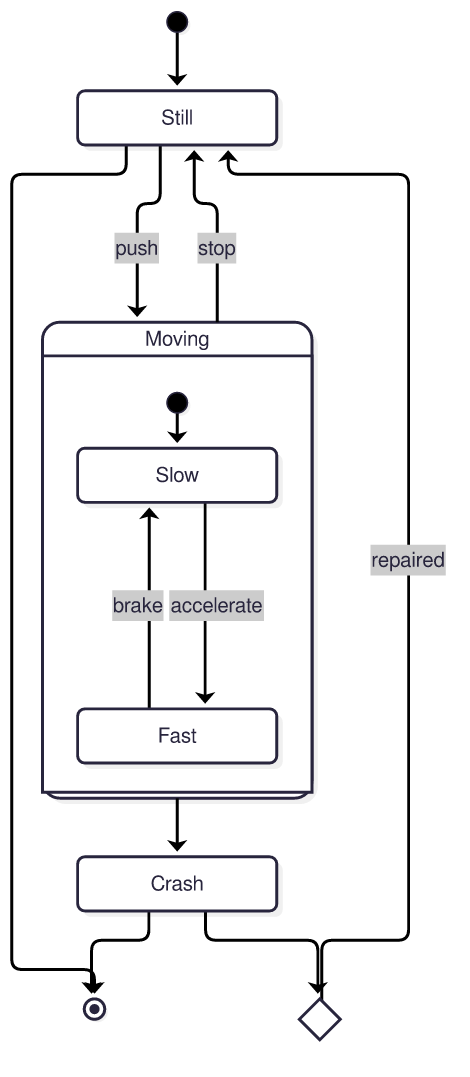 Still
push
stop
Moving
Slow
repaired
brake
accelerate
Fast
Crash